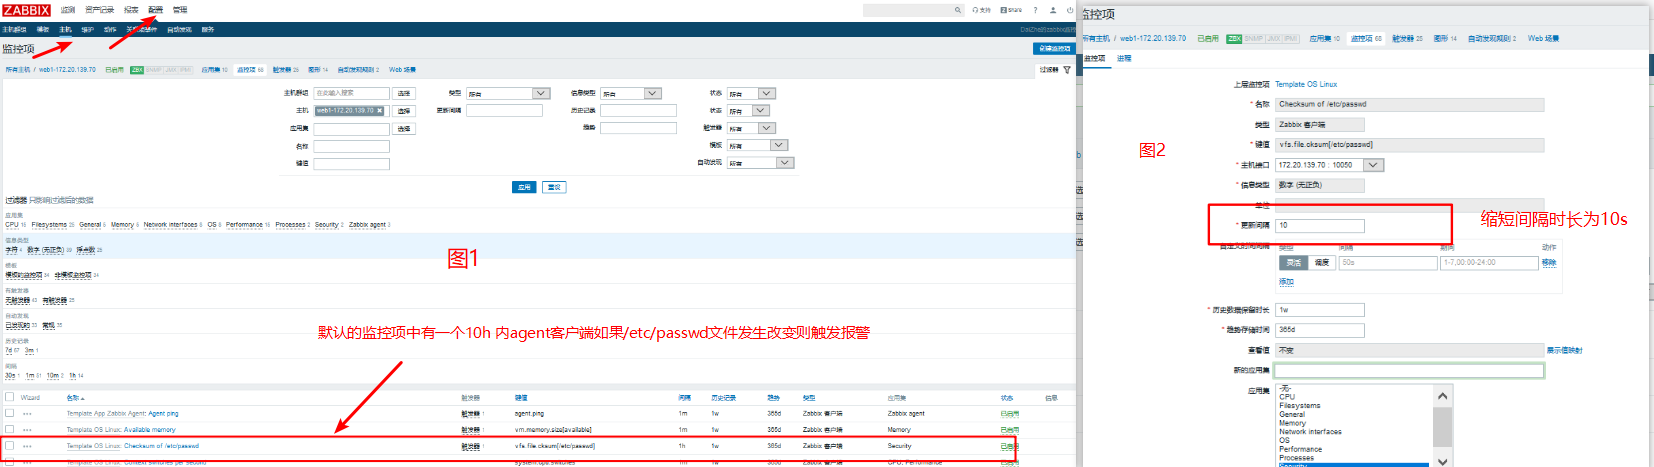 ZABBIX 监测 资产记录 报表 配置 管理 支持 Share ?
主机群组 模板 主机 维护 动作 自动发现 服务
监控项 创建监控项
所有主机 / web1-172.20.139.70 已启用 ZBX SNMP JMX IPMI 应用集 10 监控项 68 触发器 28 图形 14 自动发现规则 2 Web 场景 过滤器
主机群组 在此输入搜索 选择 类型 所有 信息类型 所有 状态 所有
主机 web1-172.20.139.70 选择 更新间隔 历史记录 状态 所有
应用集 选择 趋势 触发器 所有
名称 模板 所有
键值 自动发现 所有
应用 重设
过滤器 只影响过滤后的数据
应用集
CPU Filesystems General 5 Memory Network interfaces OS Performance Processes 2 Security 2 Zabbix agent 3
信息类型
字符 4 数字 (无正负) 浮点数
模板
模板的监控项 34 非模板监控项 34
有触发器
无触发器 有触发器
自动发现
已发现的 33 常规 35
历史记录
7d 67 3m 1
间隔
30s 1m 10m 2 1h 14
图1
默认的监控项中有一个10h 内agent客户端如果/etc/passwd文件发生改变则触发报警
Wizard 名称 触发器 键值 间隔 历史记录 趋势 类型 应用集 状态 信息
Template App Zabbix Agent: Agent ping 触发器 1 agent.ping 1m 1w 365d Zabbix 客户端 Zabbix agent 已启用
Template OS Linux: Available memory 触发器 1 vm.memory.size[available] 1m 1w 365d Zabbix 客户端 Memory 已启用
Template OS Linux: Checksum of /etc/passwd 触发器 1 vfs.file.cksum[/etc/passwd] 1h 1w 365d Zabbix 客户端 Security 已启用
Template OS Linux: Context switches per second system.cpu.switches 1m 1w 365d Zabbix 客户端 CPU, Performance 已启用
监控项
所有主机 / web1-172.20.139.70 已启用 ZBX SNMP JMX IPMI 应用集 10 监控项 68 触发器 28 图形 14 自动发现规则 2 Web 场景
监控项 进程
上层监控项 Template OS Linux
* 名称 Checksum of /etc/passwd
类型 Zabbix 客户端
图2
* 键值 vfs.file.cksum[/etc/passwd]
* 主机接口 172.20.139.70 : 10050
* 信息类型 数字 (无正负)
单位
* 更新间隔 10
缩短间隔时长为10s
自定义时间间隔 类型 间隔 期间 动作
灵活 调度 50s 1-7,00:00-24:00 移除
添加
* 历史数据保留时长 1w
* 趋势存储时间 365d
查看值 不变 展示值映射
新的应用集
应用集 -无-
CPU
Filesystems
General
Memory
Network interfaces
OS
Performance
Processes
Security